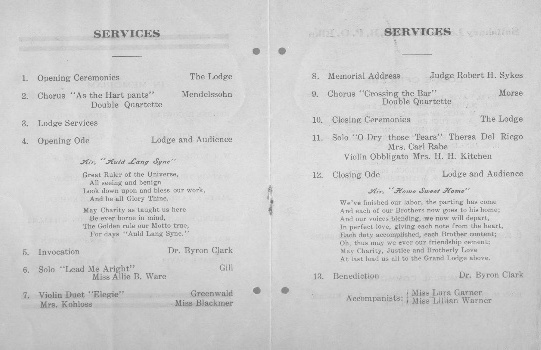 SERVICES
1. Opening Ceremonies The Lodge
2. Chorus "As the Hart pants" Mendelssohn
Double Quartette
3. Lodge Services
4. Opening Ode Lodge and Audience
Air, "Auld Lang Syne"
Great Ruler of the Universe,
All seeing and benign
Look down upon and bless our work,
And be all Glory Thine.
May Charity as taught us here
Be ever borne in mind,
The Golden rule our Motto true,
For days "Auld Lang Syne."
5. Invocation Dr. Byron Clark
6. Solo "Lead Me Aright" Gill
Miss Allie B. Ware
7. Violin Duet "Elegie" Greenwald
Mrs. Kohloss Miss Blackmer
SERVICES
8. Memorial Address Judge Robert H. Sykes
9. Chorus "Crossing the Bar" Morse
Double Quartette
10. Closing Ceremonies The Lodge
11. Solo "O Dry those Tears" Theresa Del Riego
Mrs. Carl Rabe
Violin Obbligato Mrs. H. H. Kitchen
12. Closing Ode Lodge and Audience
Air, "Home Sweet Home"
We've finished our labor, the parting has come
And each of our Brothers now goes to his home;
And our voices blending, we now will depart,
In perfect love, giving each note from the heart,
Each duty accomplished, each Brother content;
Oh, thus may we ever our friendship cement;
May Charity, Justice and Brotherly Love
At last lead us all to the Grand Lodge above.
13. Benediction Dr. Byron Clark
Accompanists: { Miss Lora Garner
{ Miss Lillian Warner